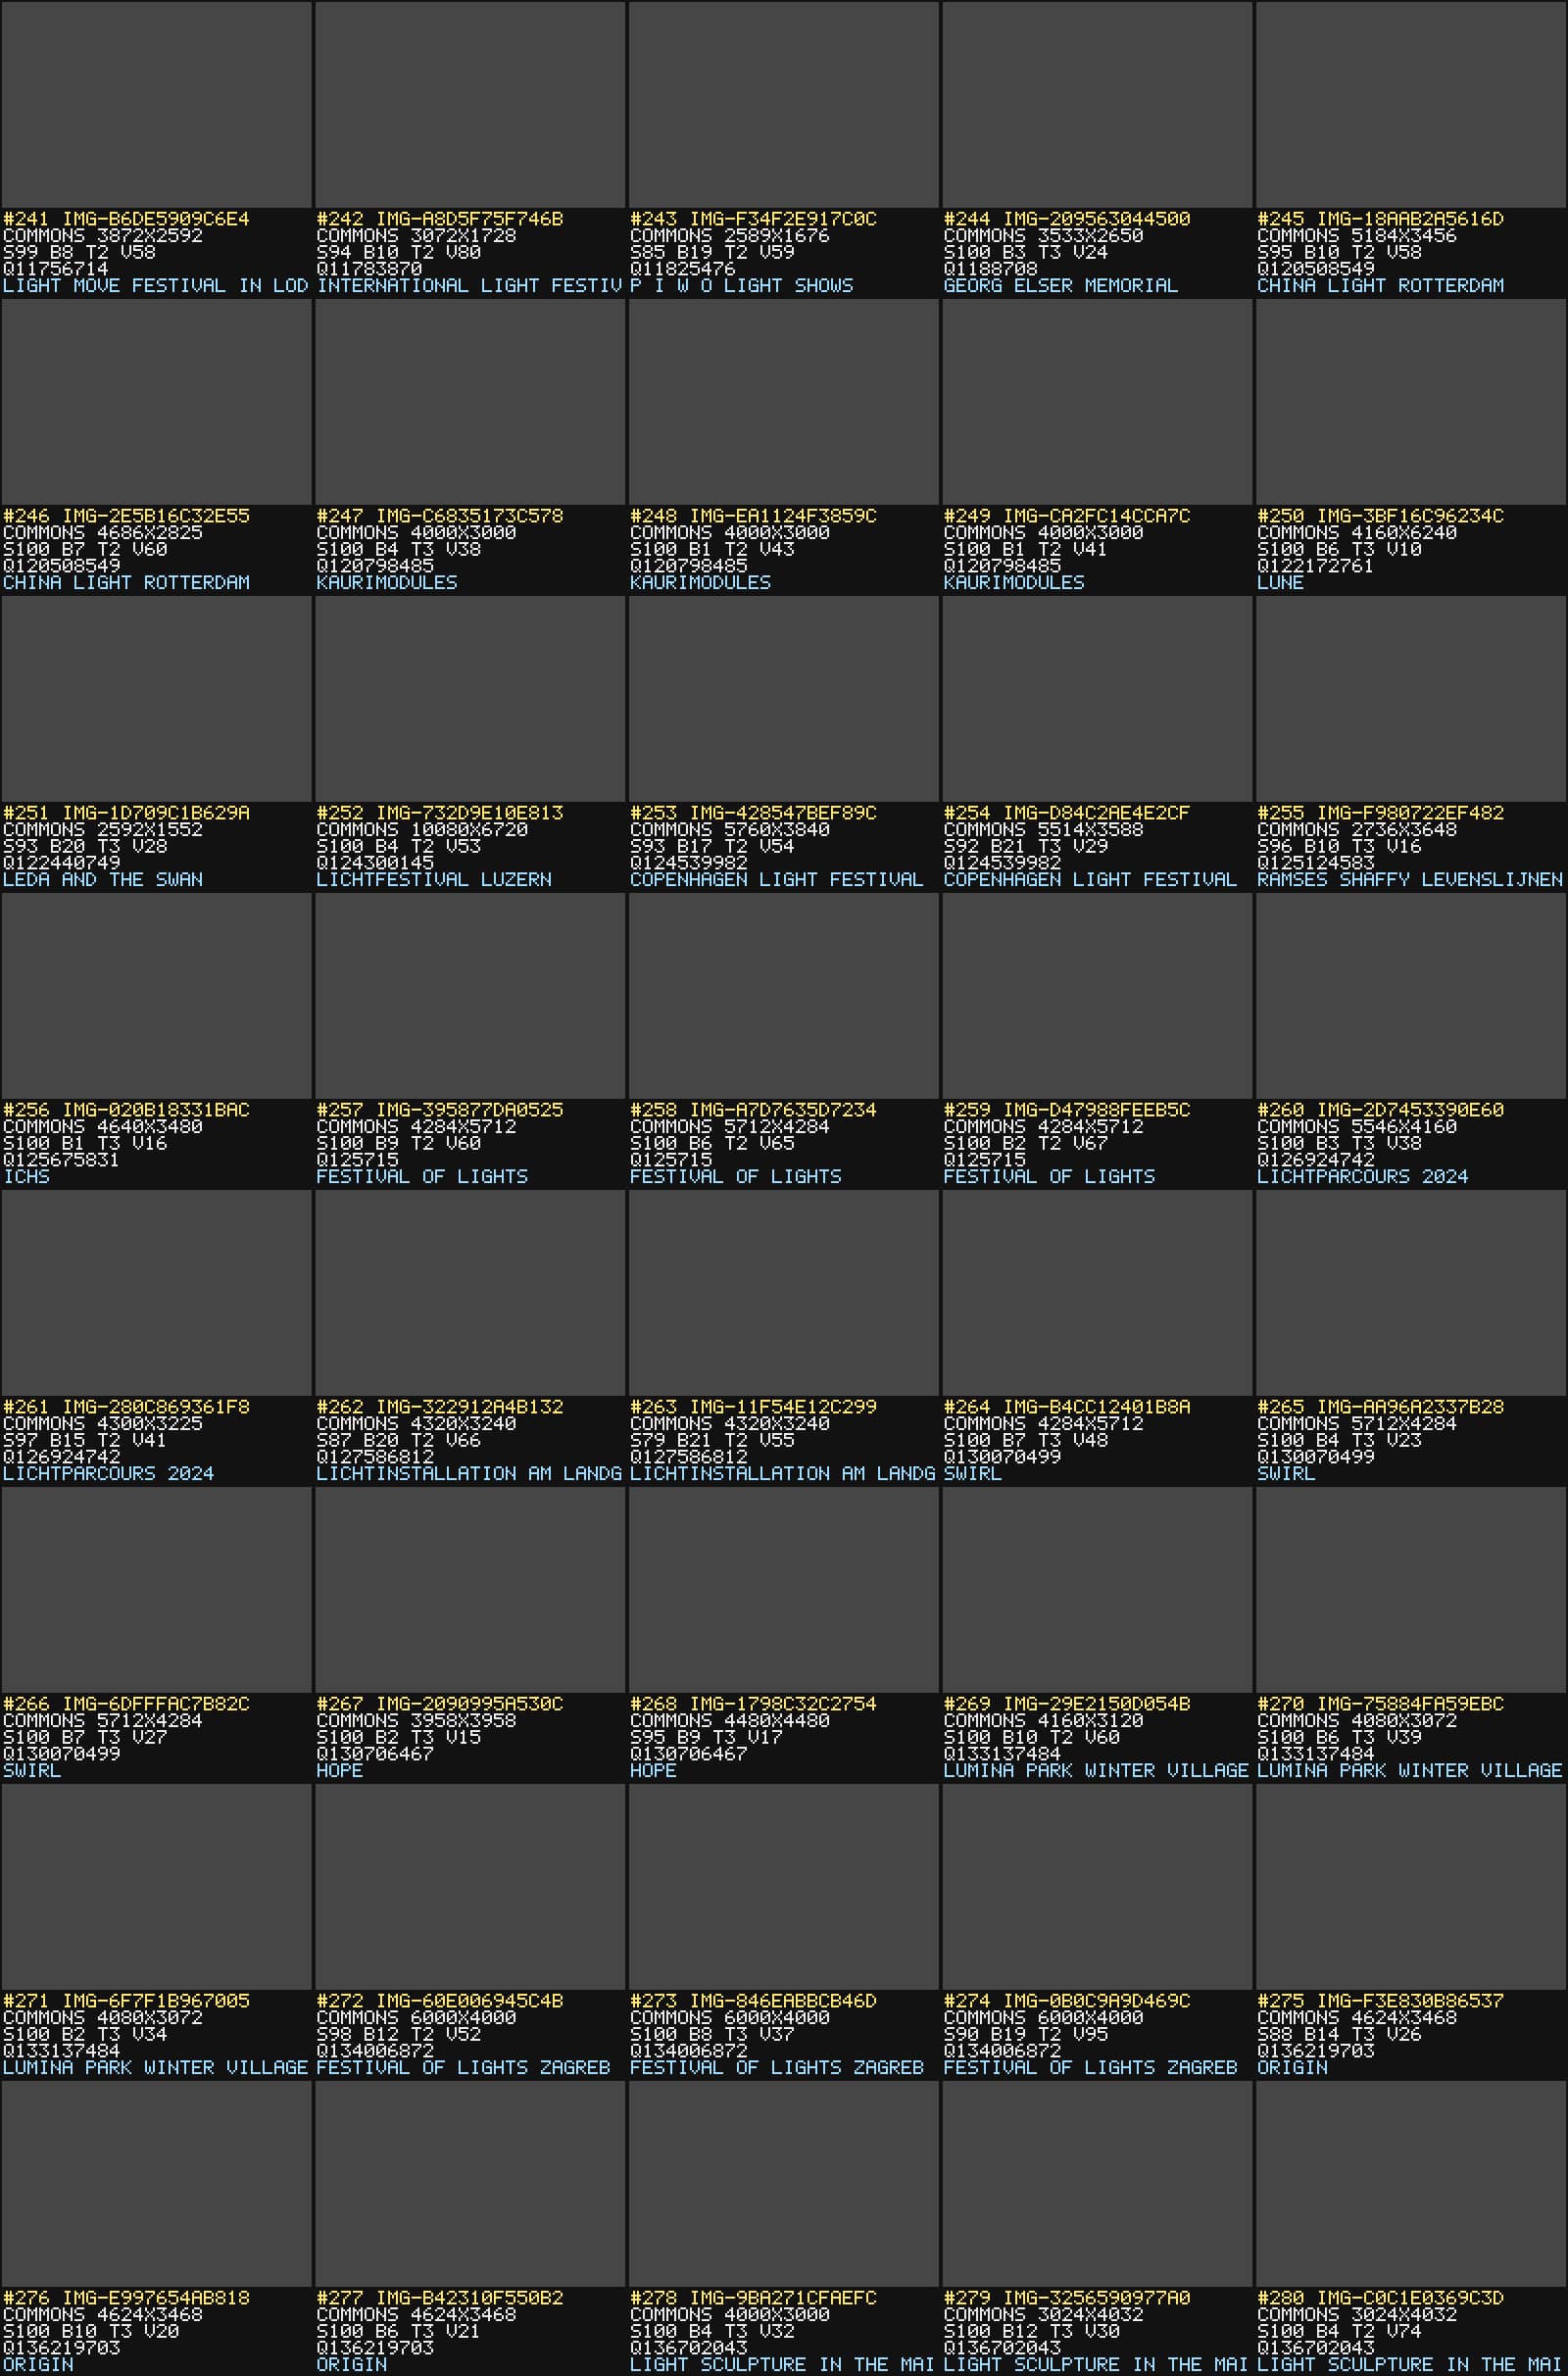 #241 IMG-B6DE5909C6E4
COMMONS 3872X2592
S99 B8 T2 V58
Q11756714
LIGHT MOVE FESTIVAL IN LOD
#242 IMG-A8D5F75F746B
COMMONS 3072X1728
S94 B10 T2 V80
Q11783870
INTERNATIONAL LIGHT FESTIV
#243 IMG-F34F2E917C0C
COMMONS 2589X1676
S85 B19 T2 V59
Q11825476
P I W O LIGHT SHOWS
#244 IMG-209563044500
COMMONS 3533X2650
S100 B3 T3 V24
Q1188708
GEORG ELSER MEMORIAL
#245 IMG-18AAB2A5616D
COMMONS 5184X3456
S95 B10 T2 V58
Q120508549
CHINA LIGHT ROTTERDAM
#246 IMG-2E5B16C32E55
COMMONS 4686X2825
S100 B7 T2 V60
Q120508549
CHINA LIGHT ROTTERDAM
#247 IMG-C6835173C578
COMMONS 4000X3000
S100 B4 T3 V38
Q120798485
KAURIMODULES
#248 IMG-EA1124F3859C
COMMONS 4000X3000
S100 B1 T2 V43
Q120798485
KAURIMODULES
#249 IMG-CA2FC14CCA7C
COMMONS 4000X3000
S100 B1 T2 V41
Q120798485
KAURIMODULES
#250 IMG-3BF16C96234C
COMMONS 4160X6240
S100 B6 T3 V10
Q122172761
LUNE
#251 IMG-1D709C1B629A
COMMONS 2592X1552
S93 B20 T3 V28
Q122440749
LEDA AND THE SWAN
#252 IMG-732D9E10E813
COMMONS 10080X6720
S100 B4 T2 V53
Q124300145
LICHTFESTIVAL LUZERN
#253 IMG-428547BEF89C
COMMONS 5760X3840
S93 B17 T2 V54
Q124539982
COPENHAGEN LIGHT FESTIVAL
#254 IMG-D84C2AE4E2CF
COMMONS 5514X3588
S92 B21 T3 V29
Q124539982
COPENHAGEN LIGHT FESTIVAL
#255 IMG-F980722EF482
COMMONS 2736X3648
S96 B10 T3 V16
Q125124583
RAMSES SHAFFY LEVENSLIJNEN
#256 IMG-020B18331BAC
COMMONS 4640X3480
S100 B1 T3 V16
Q125675831
ICHS
#257 IMG-395877DA0525
COMMONS 4284X5712
S100 B9 T2 V60
Q125715
FESTIVAL OF LIGHTS
#258 IMG-A7D7635D7234
COMMONS 5712X4284
S100 B6 T2 V65
Q125715
FESTIVAL OF LIGHTS
#259 IMG-D47988FEEB5C
COMMONS 4284X5712
S100 B2 T2 V67
Q125715
FESTIVAL OF LIGHTS
#260 IMG-2D7453390E60
COMMONS 5546X4160
S100 B3 T3 V38
Q126924742
LICHTPARCOURS 2024
#261 IMG-280C869361F8
COMMONS 4300X3225
S97 B15 T2 V41
Q126924742
LICHTPARCOURS 2024
#262 IMG-322912A4B132
COMMONS 4320X3240
S87 B20 T2 V66
Q127586812
LICHTINSTALLATION AM LANDG
#263 IMG-11F54E12C299
COMMONS 4320X3240
S79 B21 T2 V55
Q127586812
LICHTINSTALLATION AM LANDG
#264 IMG-B4CC12401B8A
COMMONS 4284X5712
S100 B7 T3 V48
Q130070499
SWIRL
#265 IMG-AA96A2337B28
COMMONS 5712X4284
S100 B4 T3 V23
Q130070499
SWIRL
#266 IMG-6DFFFAC7B82C
COMMONS 5712X4284
S100 B7 T3 V27
Q130070499
SWIRL
#267 IMG-2090995A530C
COMMONS 3958X3958
S100 B2 T3 V15
Q130706467
HOPE
#268 IMG-1798C32C2754
COMMONS 4480X4480
S95 B9 T3 V17
Q130706467
HOPE
#269 IMG-29E2150D054B
COMMONS 4160X3120
S100 B10 T2 V60
Q133137484
LUMINA PARK WINTER VILLAGE
#270 IMG-75884FA59EBC
COMMONS 4080X3072
S100 B6 T3 V39
Q133137484
LUMINA PARK WINTER VILLAGE
#271 IMG-6F7F1B967005
COMMONS 4080X3072
S100 B2 T3 V34
Q133137484
LUMINA PARK WINTER VILLAGE
#272 IMG-60E006945C4B
COMMONS 6000X4000
S98 B12 T2 V52
Q134006872
FESTIVAL OF LIGHTS ZAGREB
#273 IMG-846EABBCB46D
COMMONS 6000X4000
S100 B8 T3 V37
Q134006872
FESTIVAL OF LIGHTS ZAGREB
#274 IMG-0B0C9A9D469C
COMMONS 6000X4000
S90 B19 T2 V95
Q134006872
FESTIVAL OF LIGHTS ZAGREB
#275 IMG-F3E830B86537
COMMONS 4624X3468
S88 B14 T3 V26
Q136219703
ORIGIN
#276 IMG-E997654AB818
COMMONS 4624X3468
S100 B10 T3 V20
Q136219703
ORIGIN
#277 IMG-B42310F550B2
COMMONS 4624X3468
S100 B6 T3 V21
Q136219703
ORIGIN
#278 IMG-9BA271CFAEFC
COMMONS 4000X3000
S100 B4 T3 V32
Q136702043
LIGHT SCULPTURE IN THE MAI
#279 IMG-3256590977A0
COMMONS 3024X4032
S100 B12 T3 V30
Q136702043
LIGHT SCULPTURE IN THE MAI
#280 IMG-C0C1E0369C3D
COMMONS 3024X4032
S100 B4 T2 V74
Q136702043
LIGHT SCULPTURE IN THE MAI